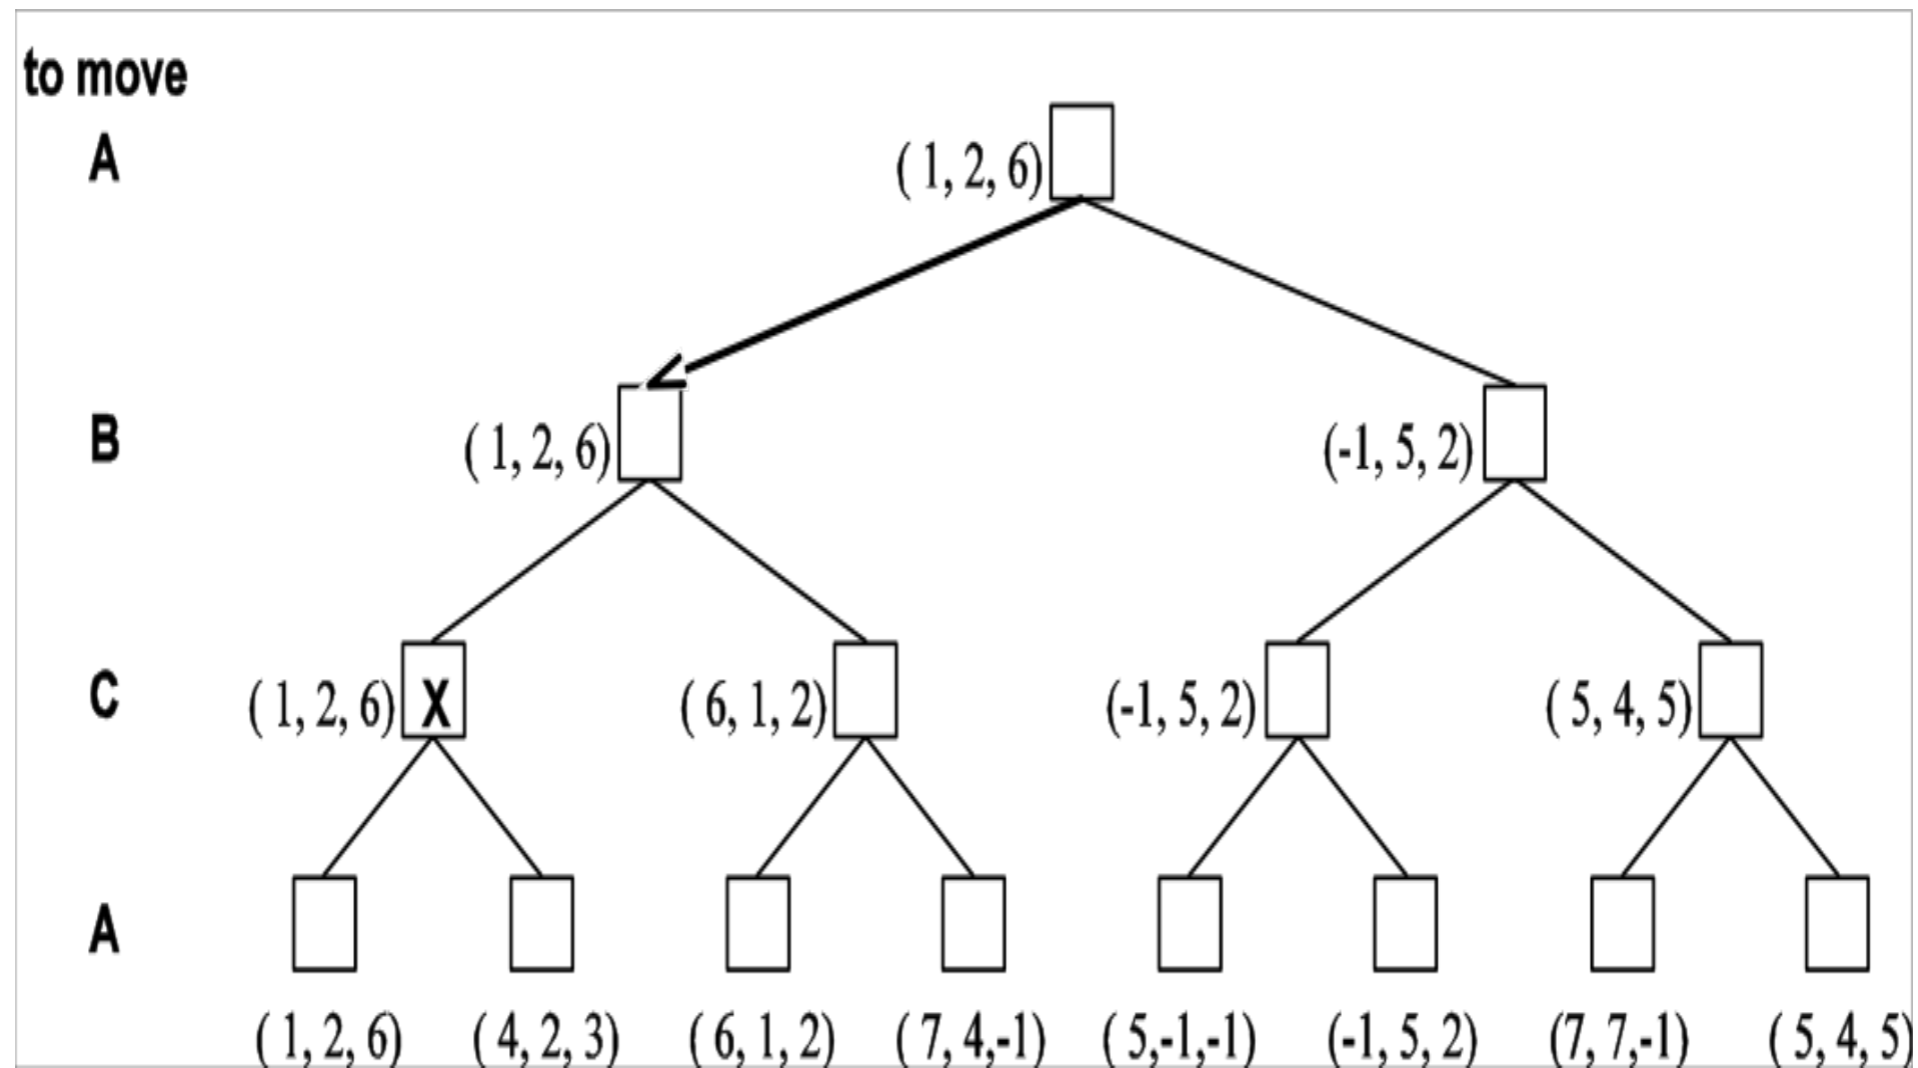 to move
A
( 1, 2, 6)
B
( 1, 2, 6)
(-1, 5, 2)
C
( 1, 2, 6)
X
( 6, 1, 2)
(-1, 5, 2)
( 5, 4, 5)
A
( 1, 2, 6)
( 4, 2, 3)
( 6, 1, 2)
( 7, 4,-1)
( 5,-1,-1)
(-1, 5, 2)
(7, 7,-1)
( 5, 4, 5)